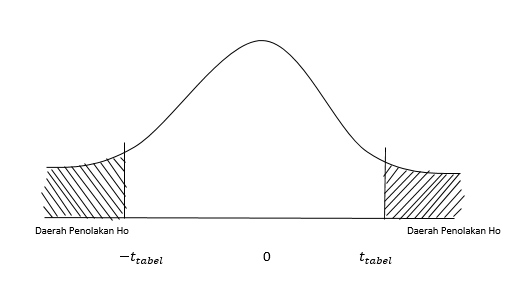 Daerah Penolakan Ho Daerah Penolakan Ho
−t_tabel 0 t_tabel